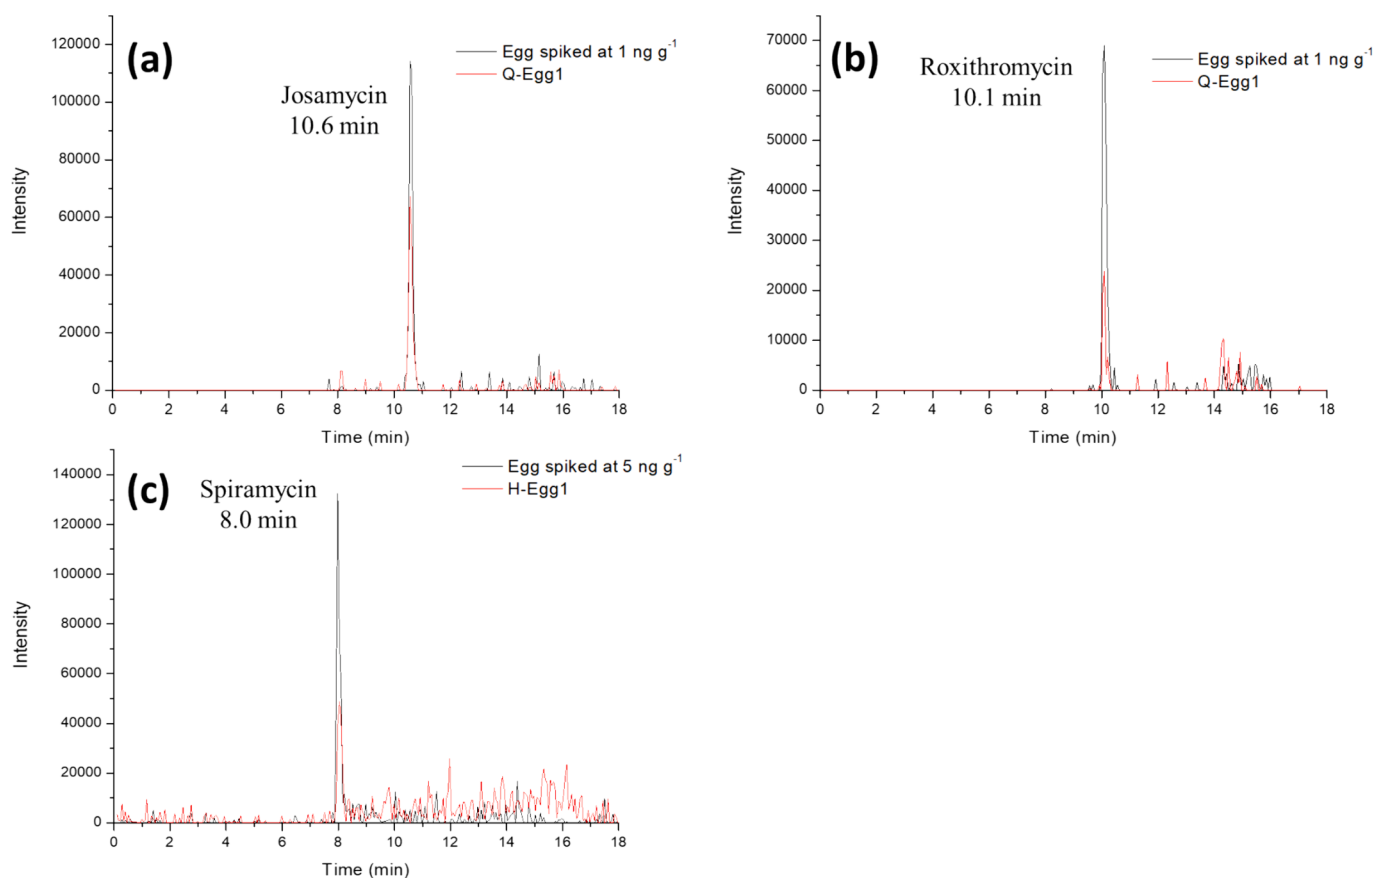 (a)
Egg spiked at 1 ng g⁻¹
Q-Egg1
Josamycin
10.6 min
120000
100000
80000
60000
40000
20000
0
Intensity
0 2 4 6 8 10 12 14 16 18
Time (min)
(b)
Egg spiked at 1 ng g⁻¹
Q-Egg1
Roxithromycin
10.1 min
70000
60000
50000
40000
30000
20000
10000
0
Intensity
0 2 4 6 8 10 12 14 16 18
Time (min)
(c)
Egg spiked at 5 ng g⁻¹
H-Egg1
Spiramycin
8.0 min
140000
120000
100000
80000
60000
40000
20000
0
Intensity
0 2 4 6 8 10 12 14 16 18
Time (min)